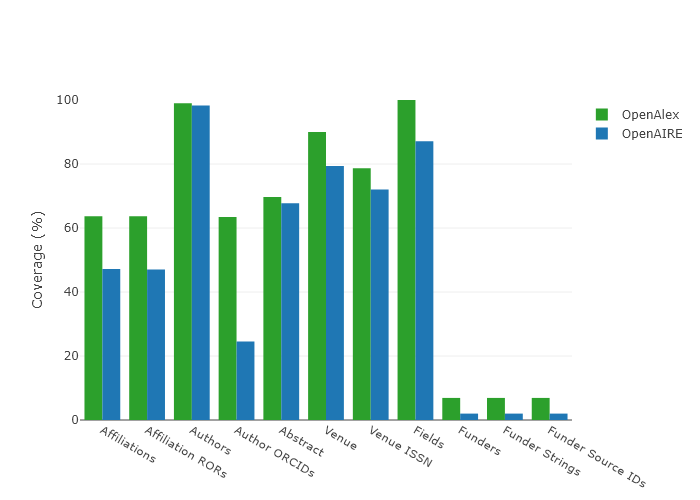 100
80
60
40
20
0
Coverage (%)
Affiliations
Affiliation RORs
Authors
Author ORCIDs
Abstract
Venue
Venue ISSN
Fields
Funders
Funder Strings
Funder Source IDs
OpenAlex
OpenAIRE